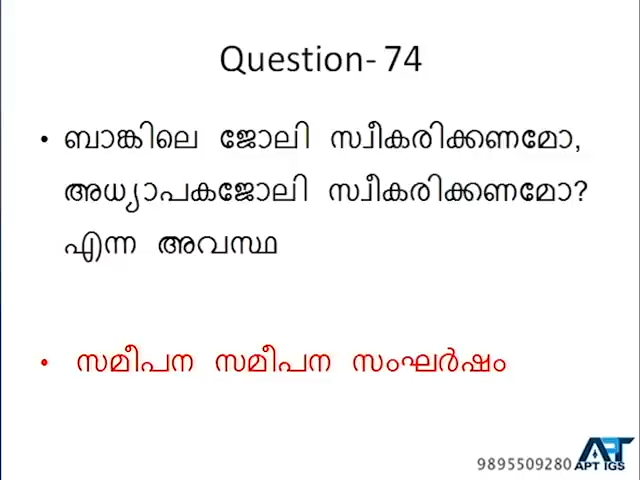 Question- 74
• ബാങ്കിലെ ജോലി സ്വീകരിക്കണമോ,
അധ്യാപകജോലി സ്വീകരിക്കണമോ?
എന്ന അവസ്ഥ
• സമീപന സമീപന സംഘർഷം
9895509280 APT IGS